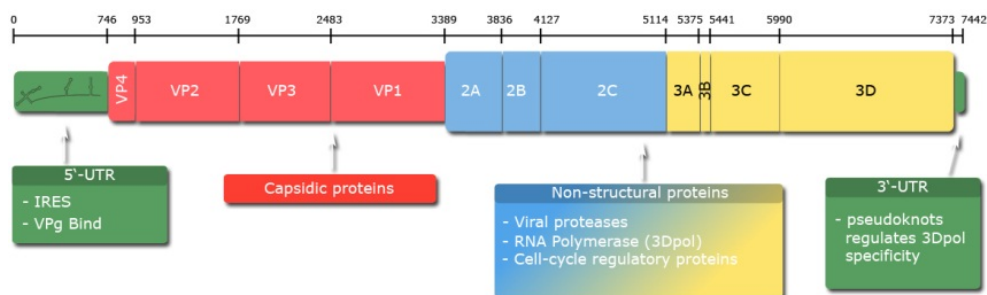 0 746 953 1769 2483 3389 3836 4127 5114 5375 5441 5990 7373 7442
VP4 VP2 VP3 VP1 2A 2B 2C 3A 3B 3C 3D
5'-UTR
- IRES
- VPg Bind
Capsidic proteins
Non-structural proteins
- Viral proteases
- RNA Polymerase (3Dpol)
- Cell-cycle regulatory proteins
3'-UTR
- pseudoknots
regulates 3Dpol
specificity